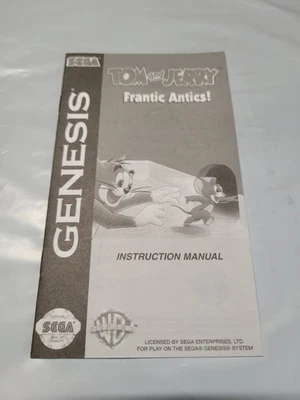 SEGA
GENESIS
TOM and JERRY
Frantic Antics!
INSTRUCTION MANUAL
SEGA
LICENSED BY SEGA ENTERPRISES, LTD.
FOR PLAY ON THE SEGA® GENESIS® SYSTEM